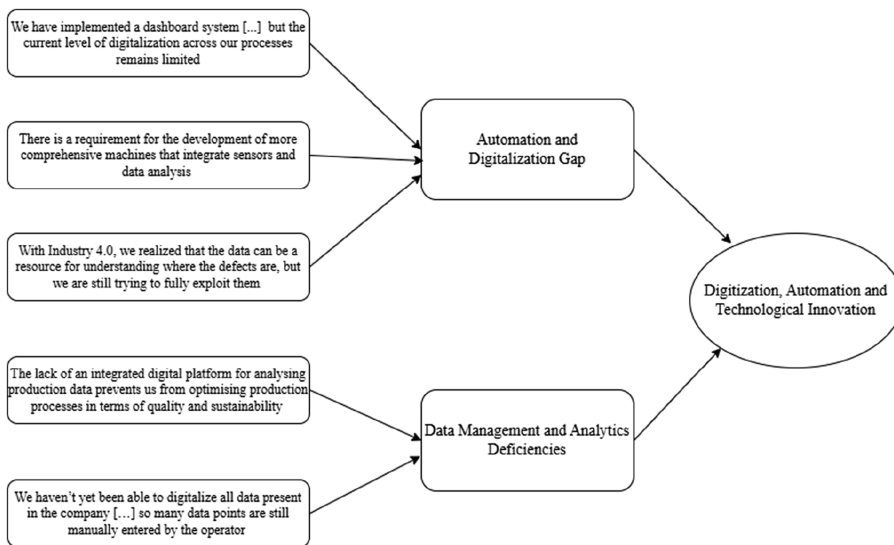 We have implemented a dashboard system [...] but the
current level of digitalization across our processes
remains limited
There is a requirement for the development of more
comprehensive machines that integrate sensors and
data analysis
With Industry 4.0, we realized that the data can be a
resource for understanding where the defects are, but
we are still trying to fully exploit them
The lack of an integrated digital platform for analysing
production data prevents us from optimising production
processes in terms of quality and sustainability
We haven't yet been able to digitalize all data present
in the company […] so many data points are still
manually entered by the operator
Automation and
Digitalization Gap
Data Management and Analytics
Deficiencies
Digitization, Automation and
Technological Innovation